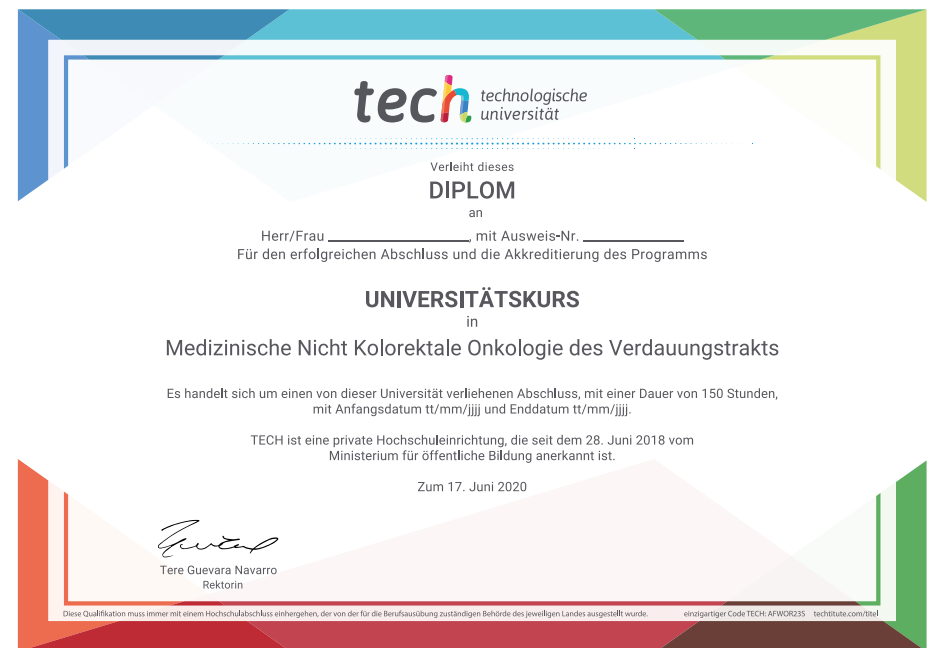 tech technologische
universität
Verleiht dieses
DIPLOM
an
Herr/Frau ____________________, mit Ausweis-Nr. ______________
Für den erfolgreichen Abschluss und die Akkreditierung des Programms
UNIVERSITÄTSKURS
in
Medizinische Nicht Kolorektale Onkologie des Verdauungstrakts
Es handelt sich um einen von dieser Universität verliehenen Abschluss, mit einer Dauer von 150 Stunden,
mit Anfangsdatum tt/mm/jjjj und Enddatum tt/mm/jjjj.
TECH ist eine private Hochschuleinrichtung, die seit dem 28. Juni 2018 vom
Ministerium für öffentliche Bildung anerkannt ist.
Zum 17. Juni 2020
Tere Guevara Navarro
Rektorin
Diese Qualifikation muss immer mit einem Hochschulabschluss einhergehen, der von der für die Berufsausübung zuständigen Behörde des jeweiligen Landes ausgestellt wurde. einzigartiger Code TECH: AFWOR23S techtitute.com/titel